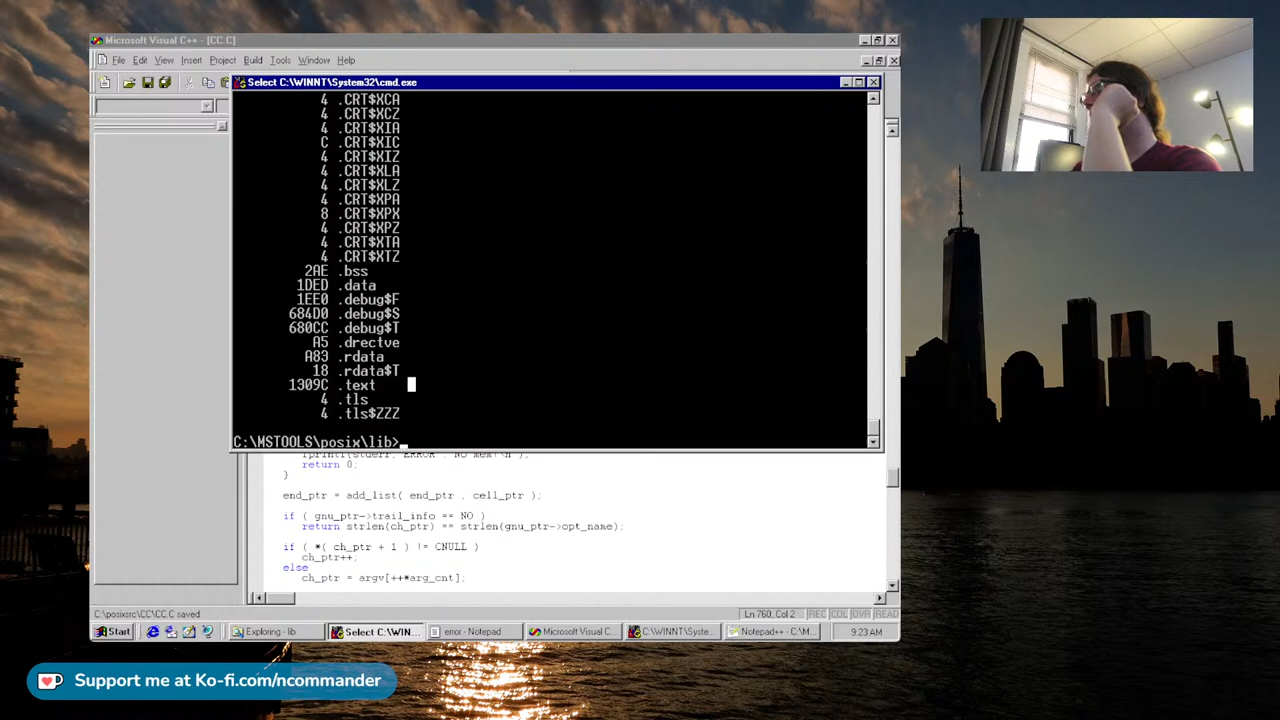 Microsoft Visual C++ - [CC.C]
File Edit View Insert Project Build Tools Window Help
Select C:\WINNT\System32\cmd.exe
4 .CRT$XCA
4 .CRT$XCZ
4 .CRT$XIA
C .CRT$XIC
4 .CRT$XIZ
4 .CRT$XLA
4 .CRT$XLZ
4 .CRT$XPA
8 .CRT$XPX
4 .CRT$XPZ
4 .CRT$XTA
4 .CRT$XTZ
2AE .bss
1DED .data
1EE0 .debug$F
684D0 .debug$S
680CC .debug$T
A5 .drectve
A83 .rdata
18 .rdata$T
1309C .text
4 .tls
4 .tls$ZZZ
C:\MSTOOLS\posix\lib>
return 0;
}
end_ptr = add_list( end_ptr , cell_ptr );
if ( gnu_ptr->trail_info == NO )
return strlen(ch_ptr) == strlen(gnu_ptr->opt_name);
if ( *( ch_ptr + 1 ) != CNULL )
ch_ptr++;
else
ch_ptr = argv[++*arg_cnt];
C:\posixsrc\CC\CC.C saved
Ln 760, Col 2 REC COL OVR READ
Start Exploring - lib Select C:\WIN... error - Notepad Microsoft Visual C... C:\WINNT\Syste... Notepad++ - C:\M... 9:23 AM
Support me at Ko-fi.com/ncommander